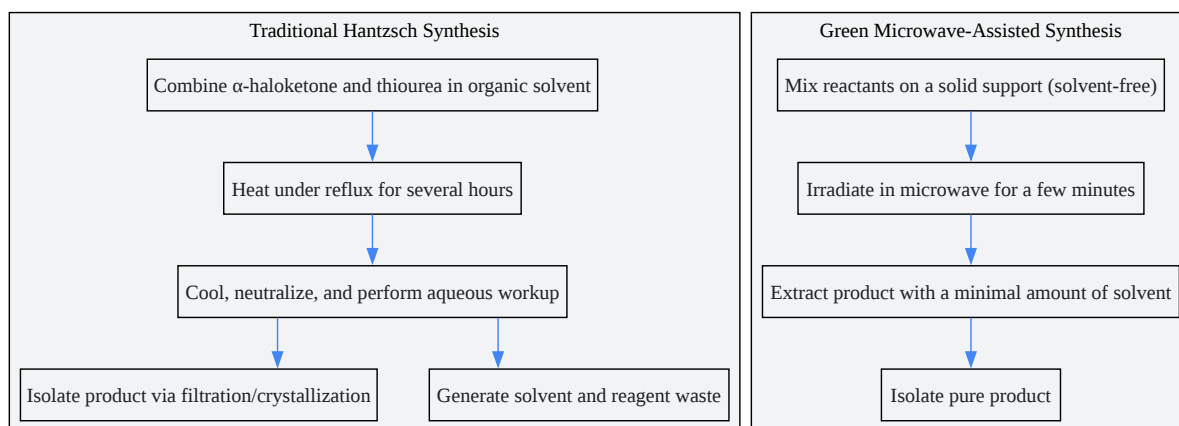 Traditional Hantzsch Synthesis
Combine α-haloketone and thiourea in organic solvent
Heat under reflux for several hours
Cool, neutralize, and perform aqueous workup
Isolate product via filtration/crystallization
Generate solvent and reagent waste
Green Microwave-Assisted Synthesis
Mix reactants on a solid support (solvent-free)
Irradiate in microwave for a few minutes
Extract product with a minimal amount of solvent
Isolate pure product